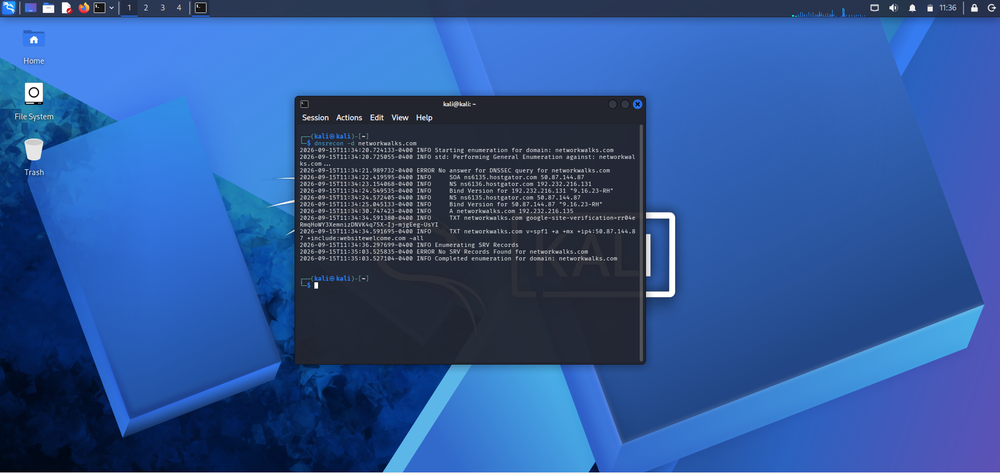 1 2 3 4
11:36
Home
File System
Trash
kali@kali: ~
Session Actions Edit View Help
┌──(kali㉿kali)-[~]
└─$ dnsrecon -d networkwalks.com
2026-09-15T11:34:20.724133-0400 INFO Starting enumeration for domain: networkwalks.com
2026-09-15T11:34:20.725055-0400 INFO std: Performing General Enumeration against: networkwal
ks.com...
2026-09-15T11:34:21.989732-0400 ERROR No answer for DNSSEC query for networkwalks.com
2026-09-15T11:34:22.419595-0400 INFO     SOA ns6135.hostgator.com 50.87.144.87
2026-09-15T11:34:23.154068-0400 INFO     NS ns6136.hostgator.com 192.232.216.131
2026-09-15T11:34:24.549535-0400 INFO     Bind Version for 192.232.216.131 "9.16.23-RH"
2026-09-15T11:34:24.572405-0400 INFO     NS ns6135.hostgator.com 50.87.144.87
2026-09-15T11:34:25.045133-0400 INFO     Bind Version for 50.87.144.87 "9.16.23-RH"
2026-09-15T11:34:30.747423-0400 INFO     A networkwalks.com 192.232.216.135
2026-09-15T11:34:34.591380-0400 INFO     TXT networkwalks.com google-site-verification=rr04e
RmqHoWY3XemnizDNVK4q75X-Ij-mjgEeg-UsYI
2026-09-15T11:34:34.591695-0400 INFO     TXT networkwalks.com v=spf1 +a +mx +ip4:50.87.144.8
7 +include:websitewelcome.com ~all
2026-09-15T11:34:36.297699-0400 INFO Enumerating SRV Records
2026-09-15T11:35:03.525835-0400 ERROR No SRV Records Found for networkwalks.com
2026-09-15T11:35:03.527104-0400 INFO Completed enumeration for domain: networkwalks.com
┌──(kali㉿kali)-[~]
└─$
KALI